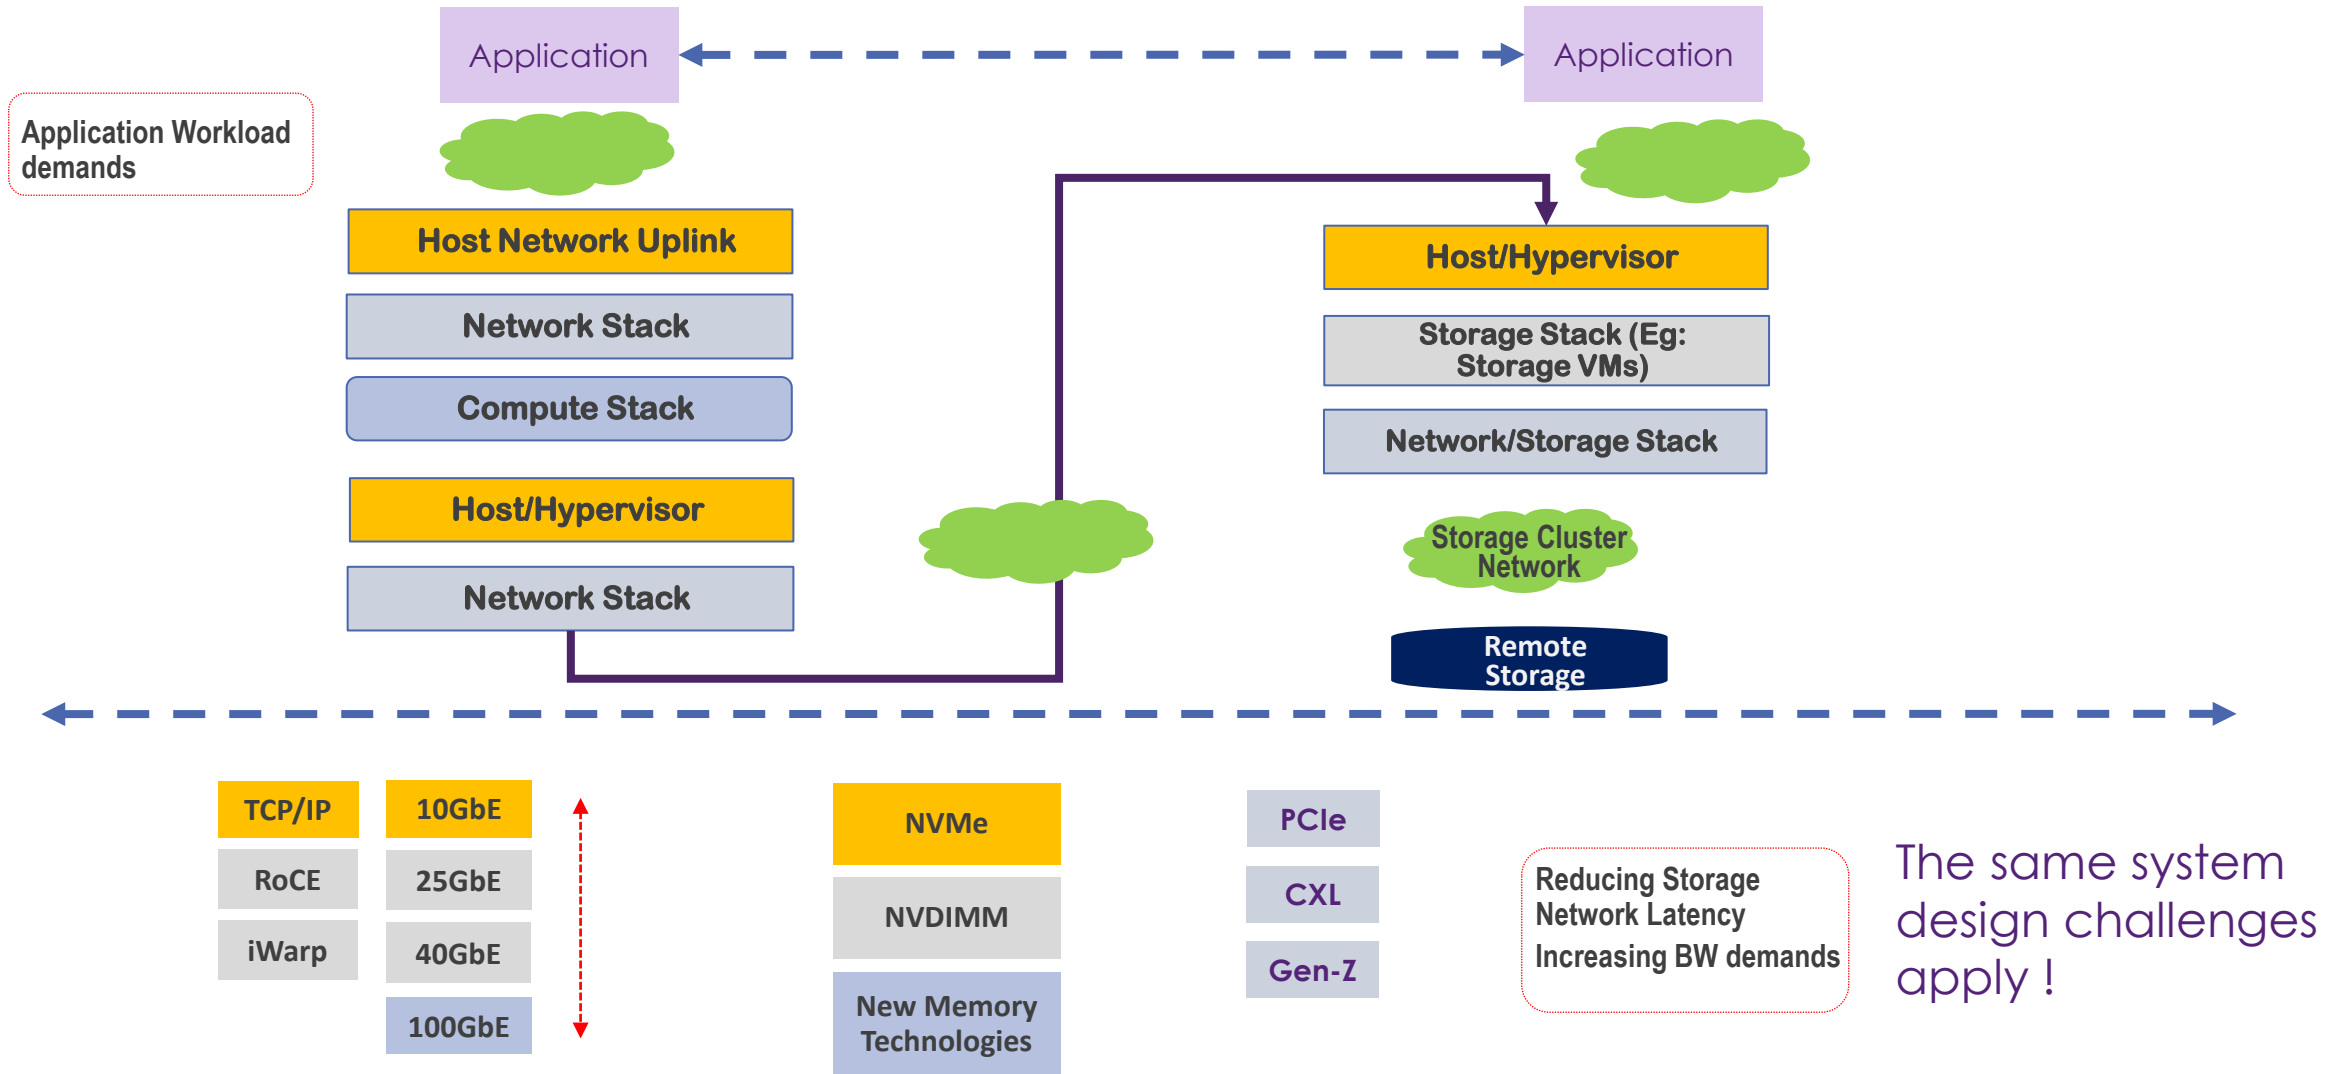 Application
Application
Application Workload
demands
Host Network Uplink
Network Stack
Compute Stack
Host/Hypervisor
Network Stack
Host/Hypervisor
Storage Stack (Eg:
Storage VMs)
Network/Storage Stack
Storage Cluster
Network
Remote
Storage
TCP/IP
RoCE
iWarp
10GbE
25GbE
40GbE
100GbE
NVMe
NVDIMM
New Memory
Technologies
PCIe
CXL
Gen-Z
Reducing Storage
Network Latency
Increasing BW demands
The same system
design challenges
apply !